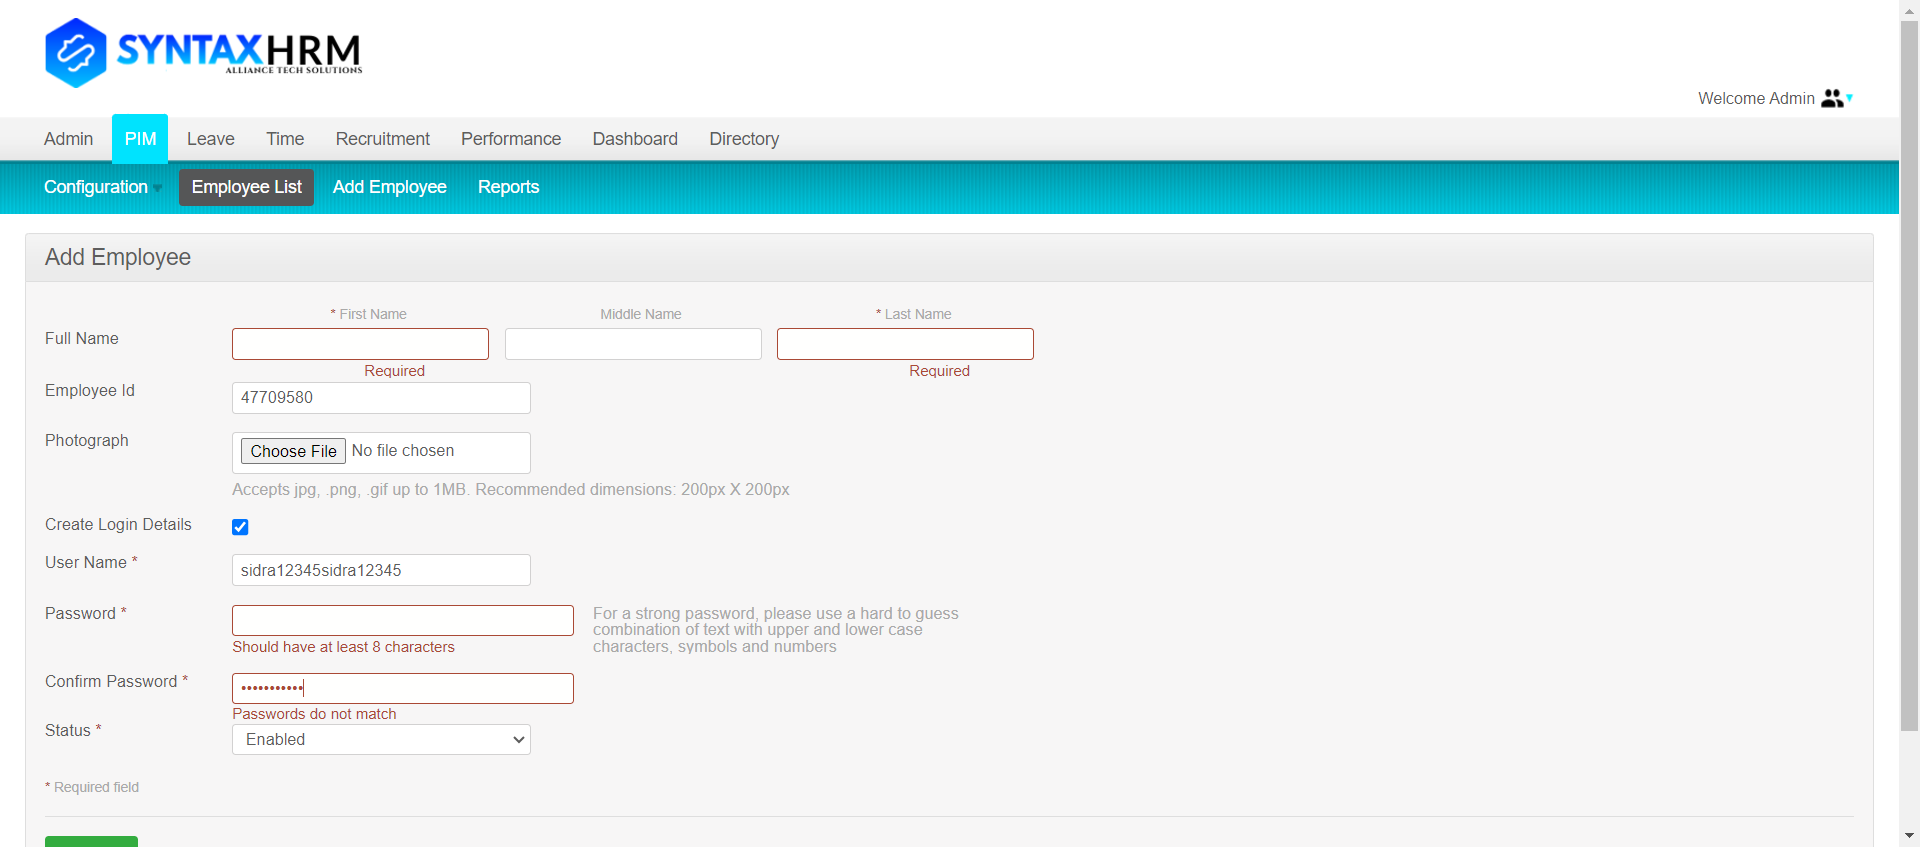 SYNTAXHRM
ALLIANCE TECH SOLUTIONS
Welcome Admin
Admin PIM Leave Time Recruitment Performance Dashboard Directory
Configuration Employee List Add Employee Reports
Add Employee
* First Name Middle Name * Last Name
Full Name
Required Required
Employee Id 47709580
Photograph Choose File No file chosen
Accepts jpg, .png, .gif up to 1MB. Recommended dimensions: 200px X 200px
Create Login Details
User Name * sidra12345sidra12345
Password * For a strong password, please use a hard to guess
combination of text with upper and lower case
Should have at least 8 characters characters, symbols and numbers
Confirm Password * •••••••••••
Passwords do not match
Status * Enabled
* Required field